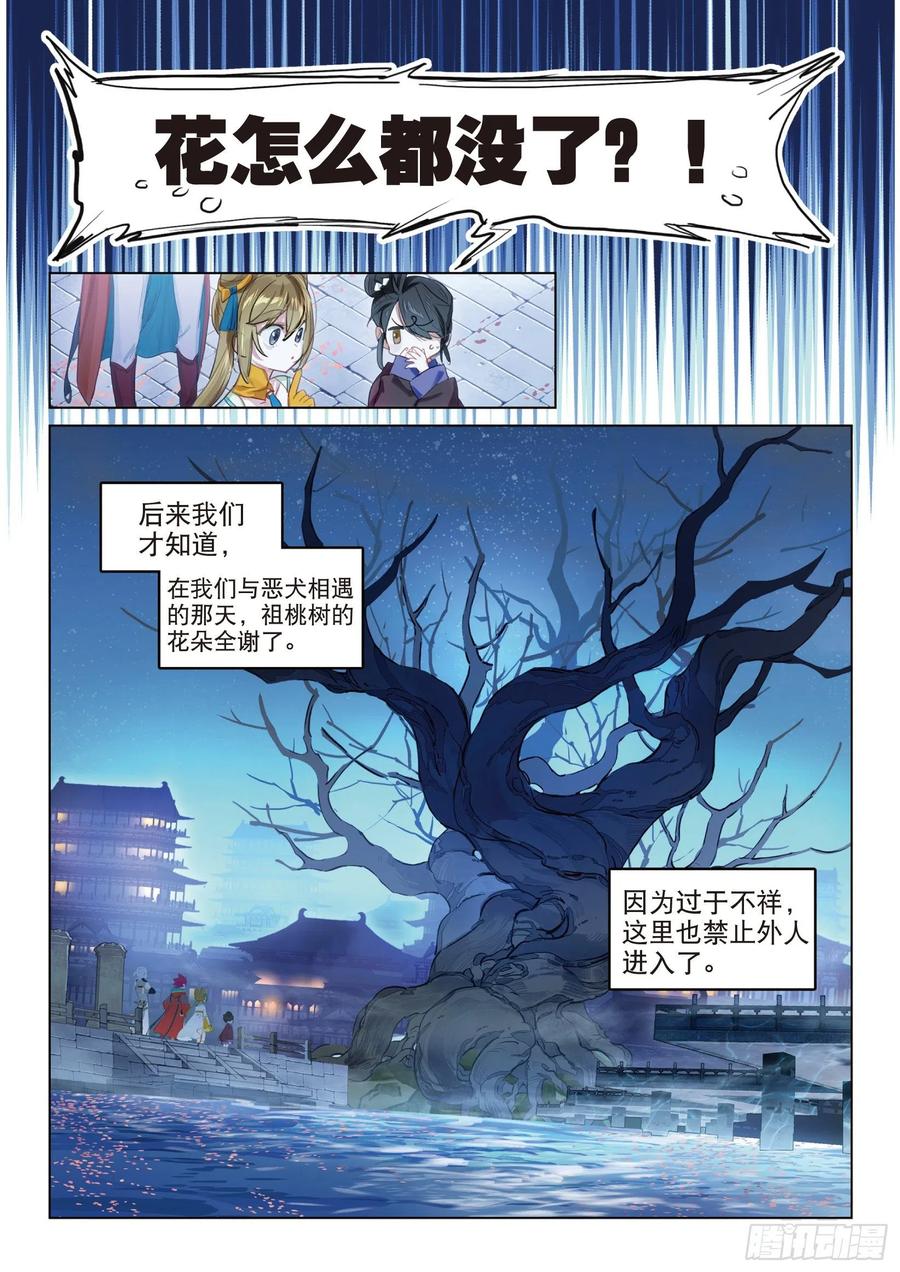 花怎么都没了？！
后来我们
才知道，
在我们与恶犬相遇
的那天，祖桃树的
花朵全谢了。
因为过于不祥，
这里也禁止外人
进入了。
腾讯动漫